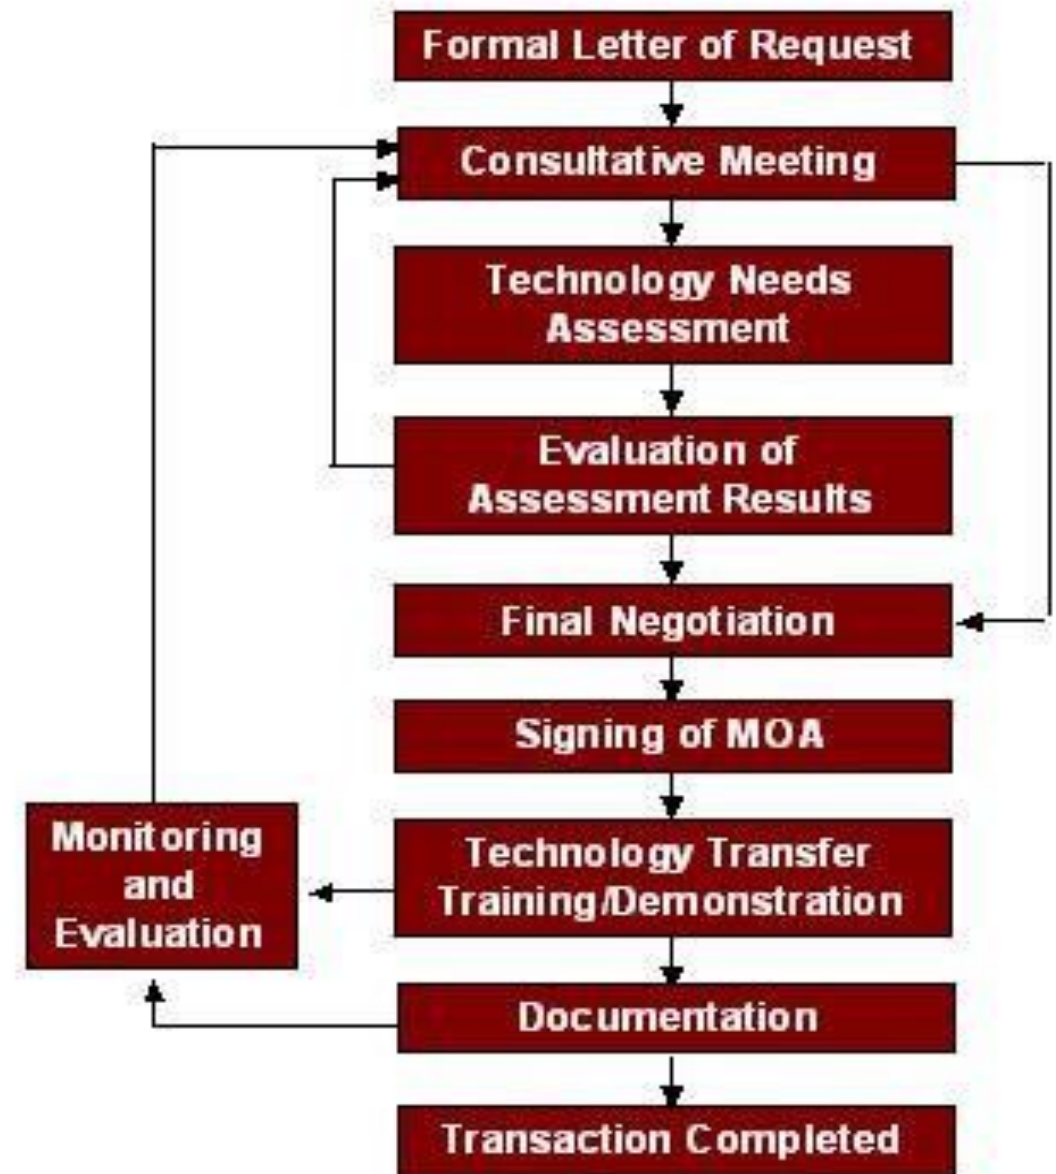 Formal Letter of Request
Consultative Meeting
Technology Needs
Assessment
Evaluation of
Assessment Results
Final Negotiation
Signing of MOA
Monitoring
and
Evaluation
Technology Transfer
Training/Demonstration
Documentation
Transaction Completed